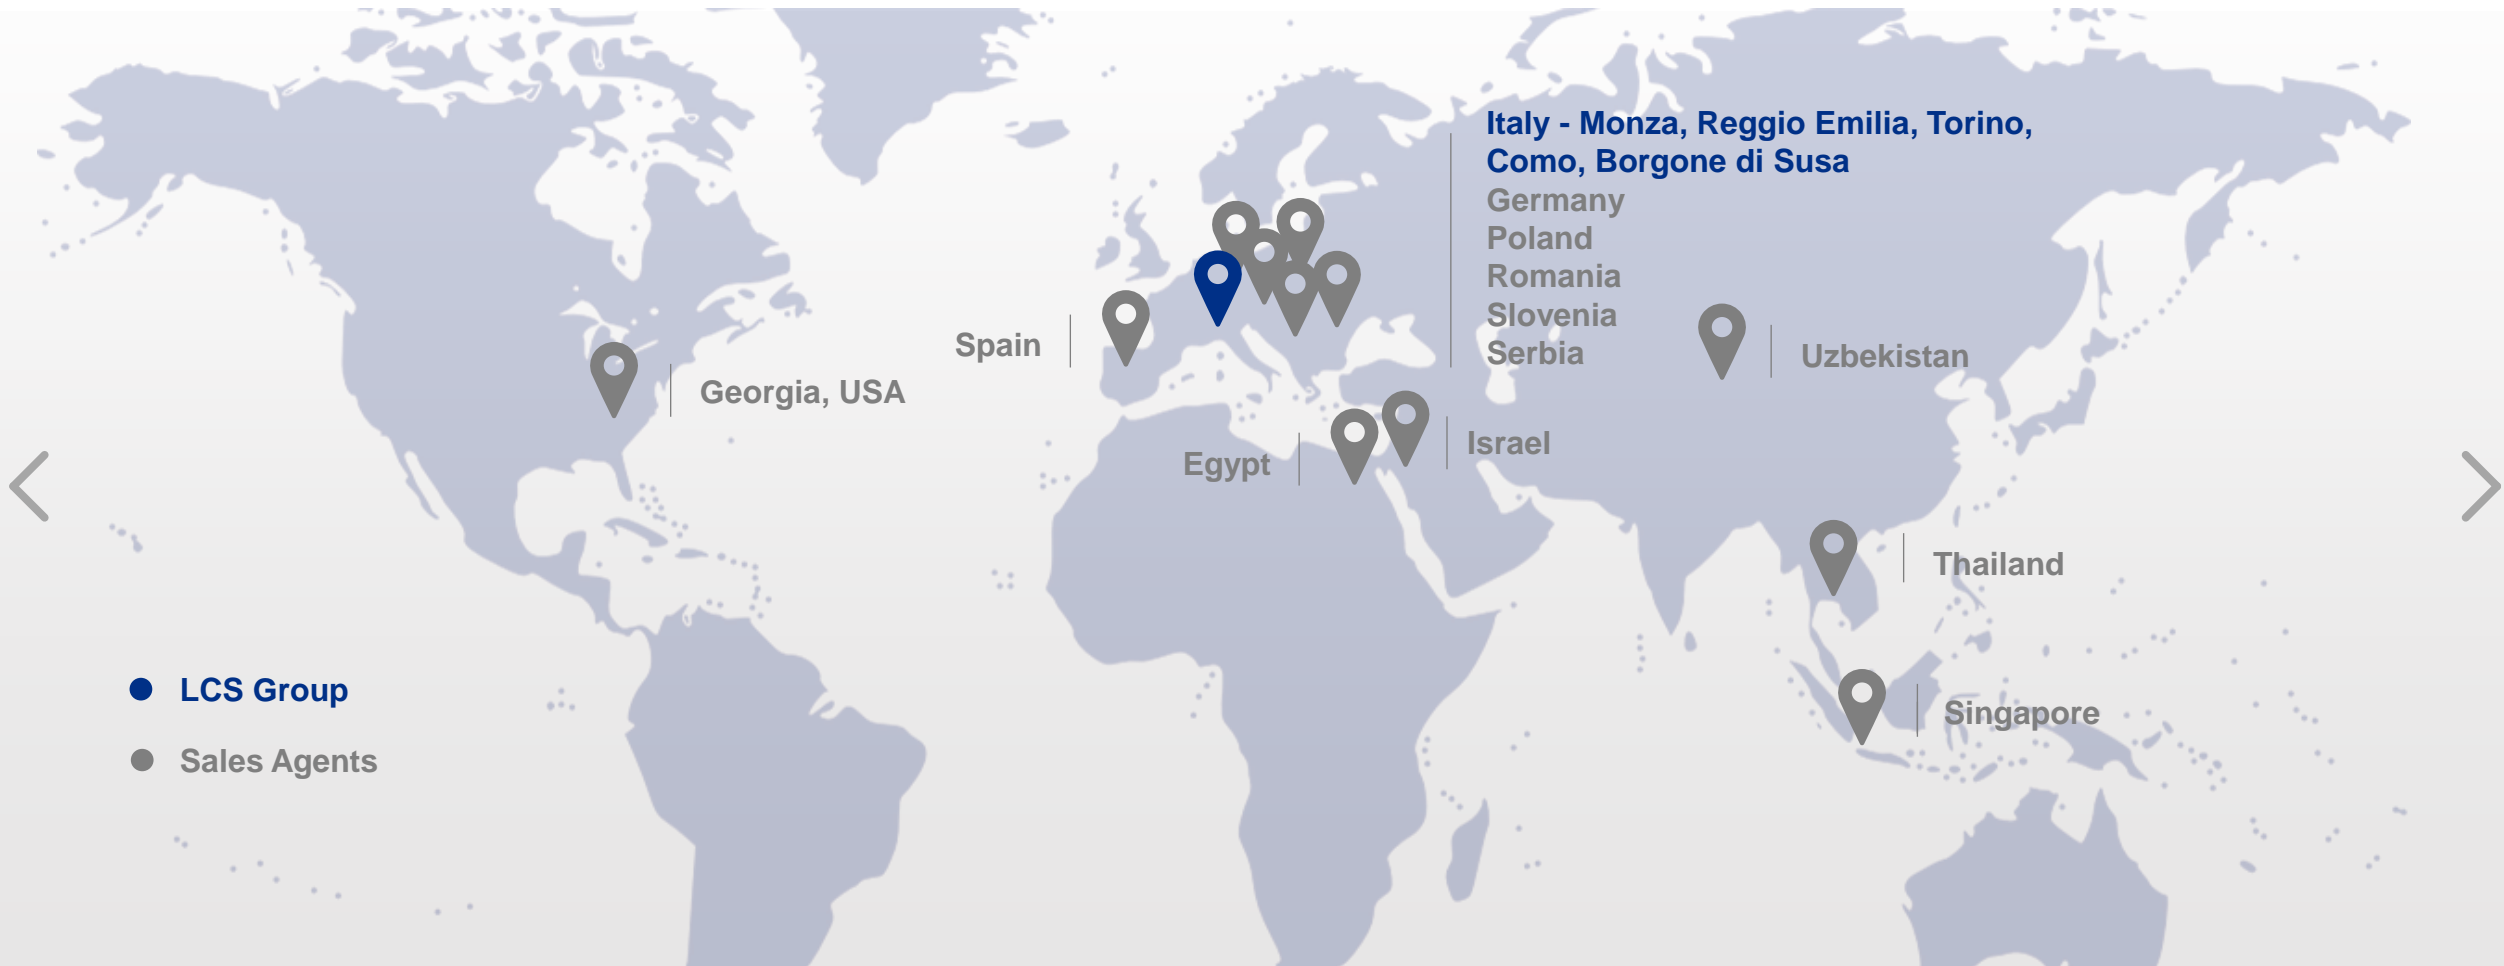 Italy - Monza, Reggio Emilia, Torino,
Como, Borgone di Susa
Germany
Poland
Romania
Slovenia
Serbia
Spain
Uzbekistan
Georgia, USA
Israel
Egypt
Thailand
LCS Group
Singapore
Sales Agents